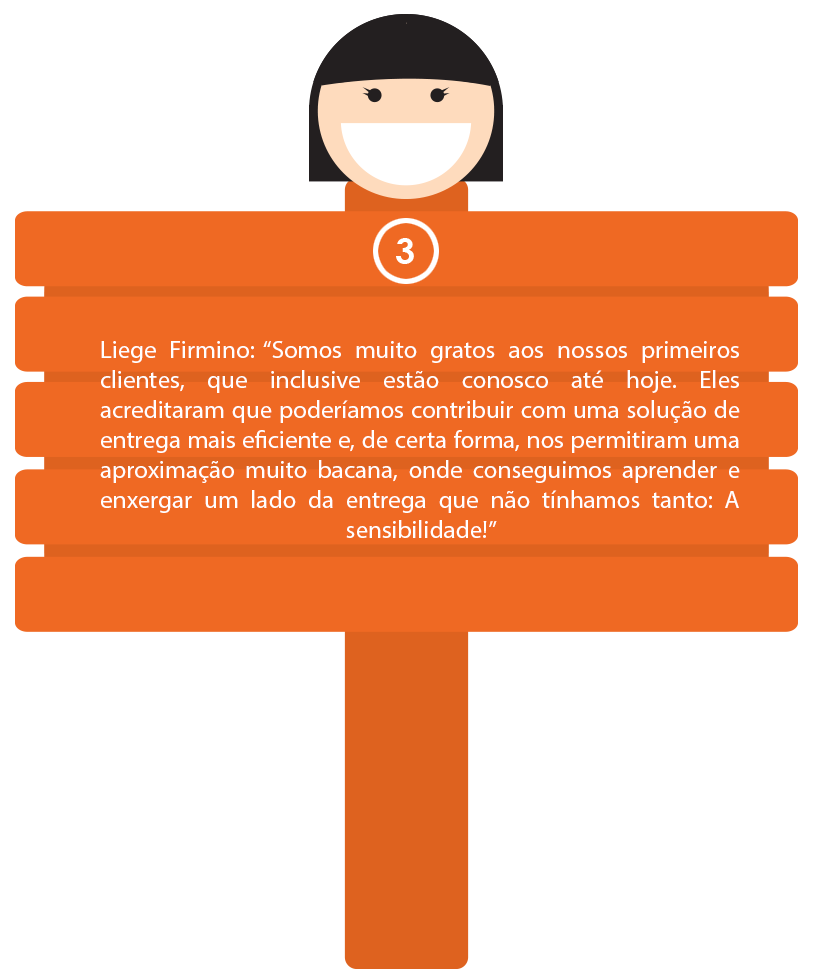 3
Liege Firmino: “Somos muito gratos aos nossos primeiros
clientes, que inclusive estão conosco até hoje. Eles
acreditaram que poderíamos contribuir com uma solução de
entrega mais eficiente e, de certa forma, nos permitiram uma
aproximação muito bacana, onde conseguimos aprender e
enxergar um lado da entrega que não tínhamos tanto: A
sensibilidade!”